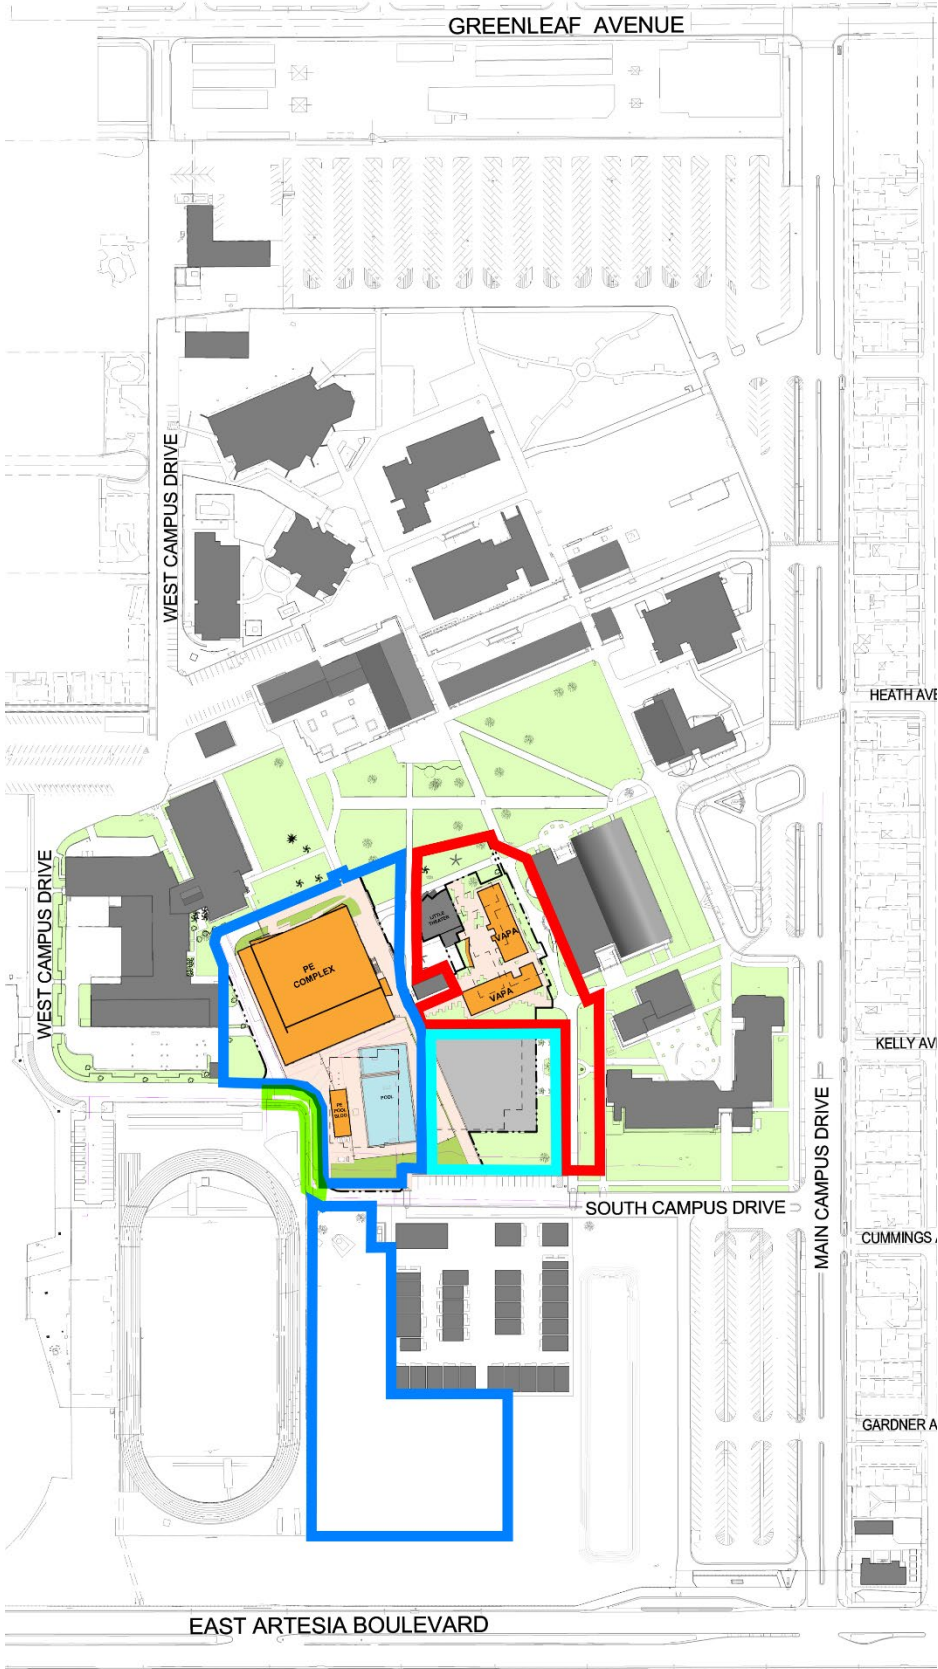 GREENLEAF AVENUE
WEST CAMPUS DRIVE
HEATH AVE
WEST CAMPUS DRIVE
LITTLE
THEATER
VAPA
PE
COMPLEX
VAPA
KELLY AV
POOL
PE
POOL
BLDG
MAIN CAMPUS DRIVE
SOUTH CAMPUS DRIVE
CUMMINGS A
GARDNER A
EAST ARTESIA BOULEVARD